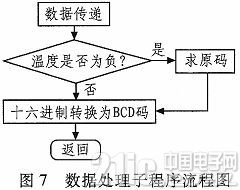 数据传递
温度是否为负?
是
求原码
否
十六进制转换为BCD码
返回
图7 数据处理子程序流程图